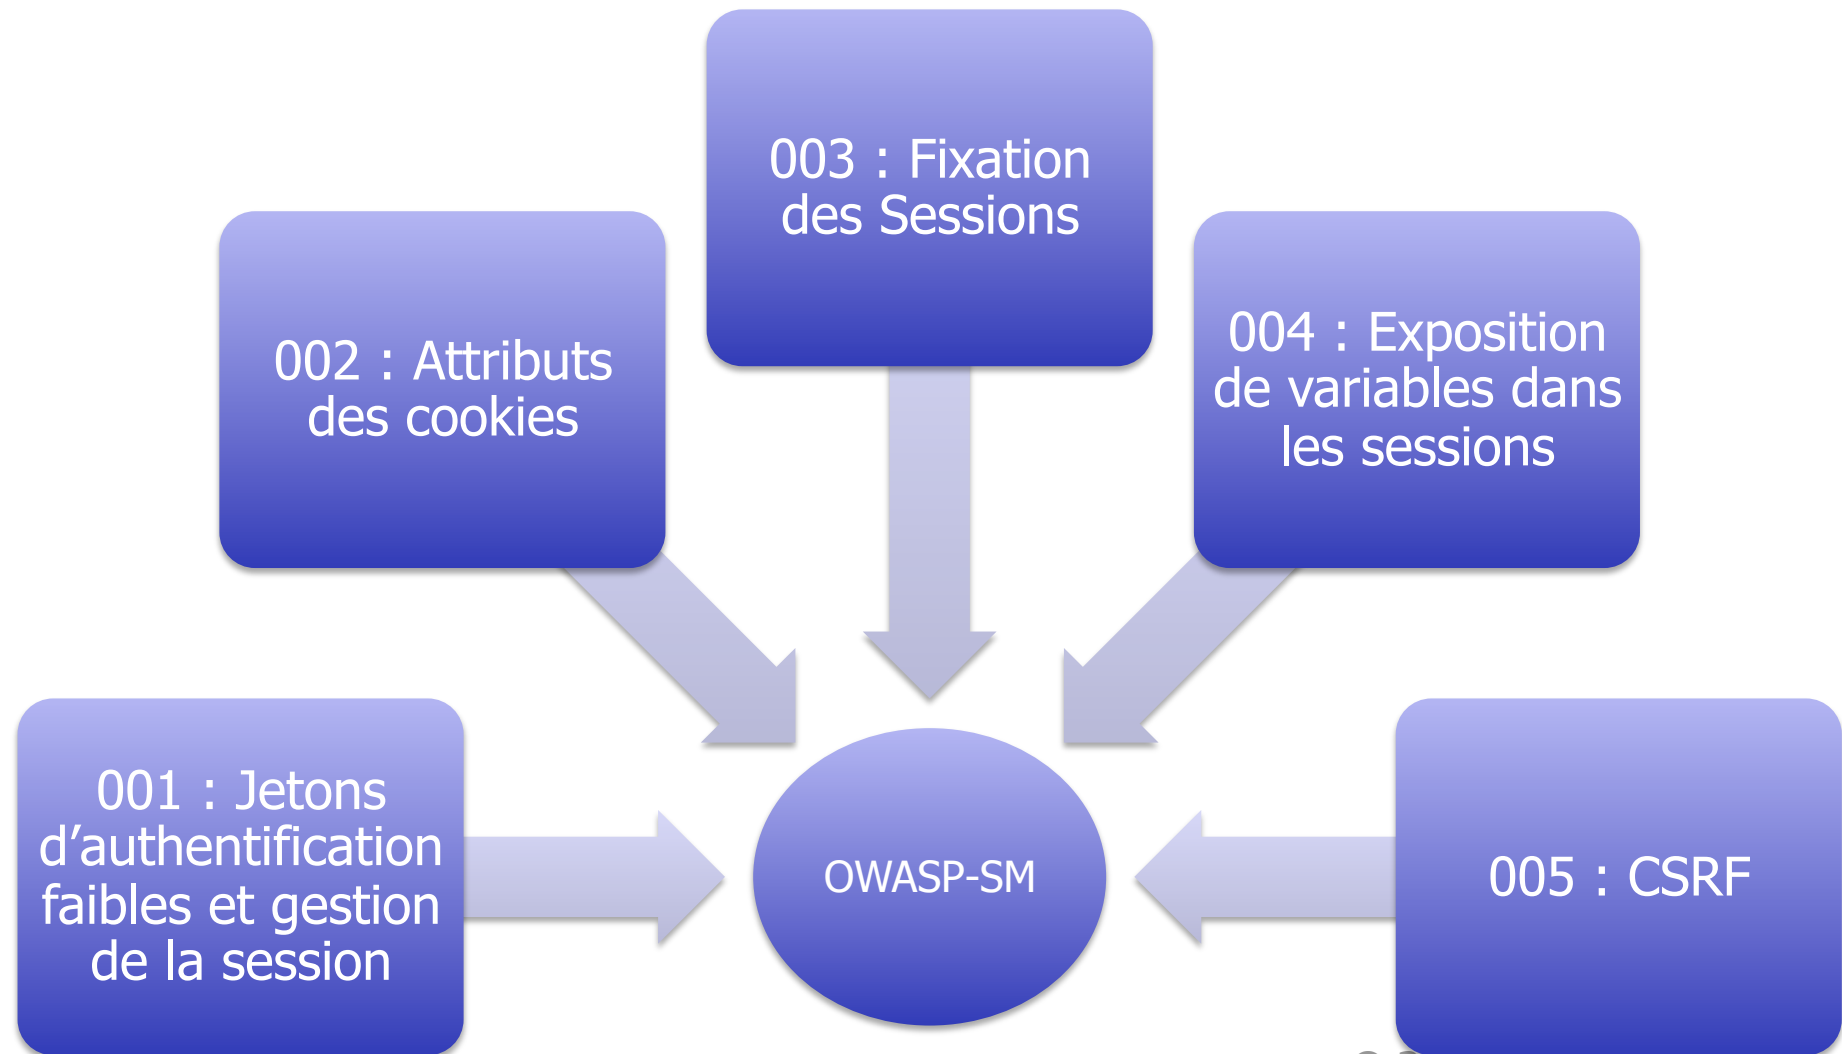 003 : Fixation
des Sessions
002 : Attributs
des cookies
004 : Exposition
de variables dans
les sessions
001 : Jetons
d’authentification
faibles et gestion
de la session
OWASP-SM
005 : CSRF